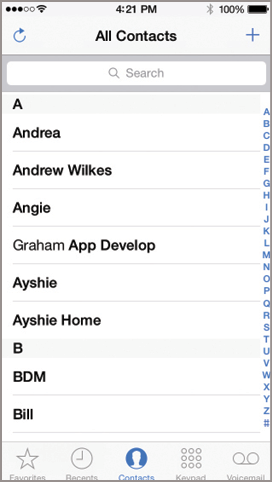 4:21 PM 100%
All Contacts
Search
A
Andrea
Andrew Wilkes
Angie
Graham App Develop
Ayshie
Ayshie Home
B
BDM
Bill
A
B
C
D
E
F
G
H
I
J
K
L
M
N
O
P
Q
R
S
T
U
V
W
X
Y
Z
#
Favorites Recents Contacts Keypad Voicemail